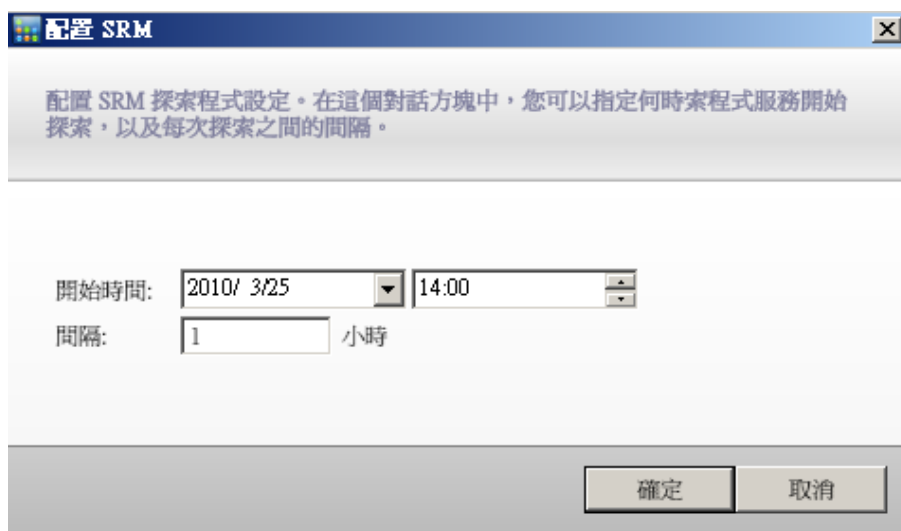 配置 SRM
配置 SRM 探索程式設定。在這個對話方塊中，您可以指定何時索程式服務開始
探索，以及每次探索之間的間隔。
開始時間: 2010/ 3/25 14:00
間隔: 1 小時
確定 取消